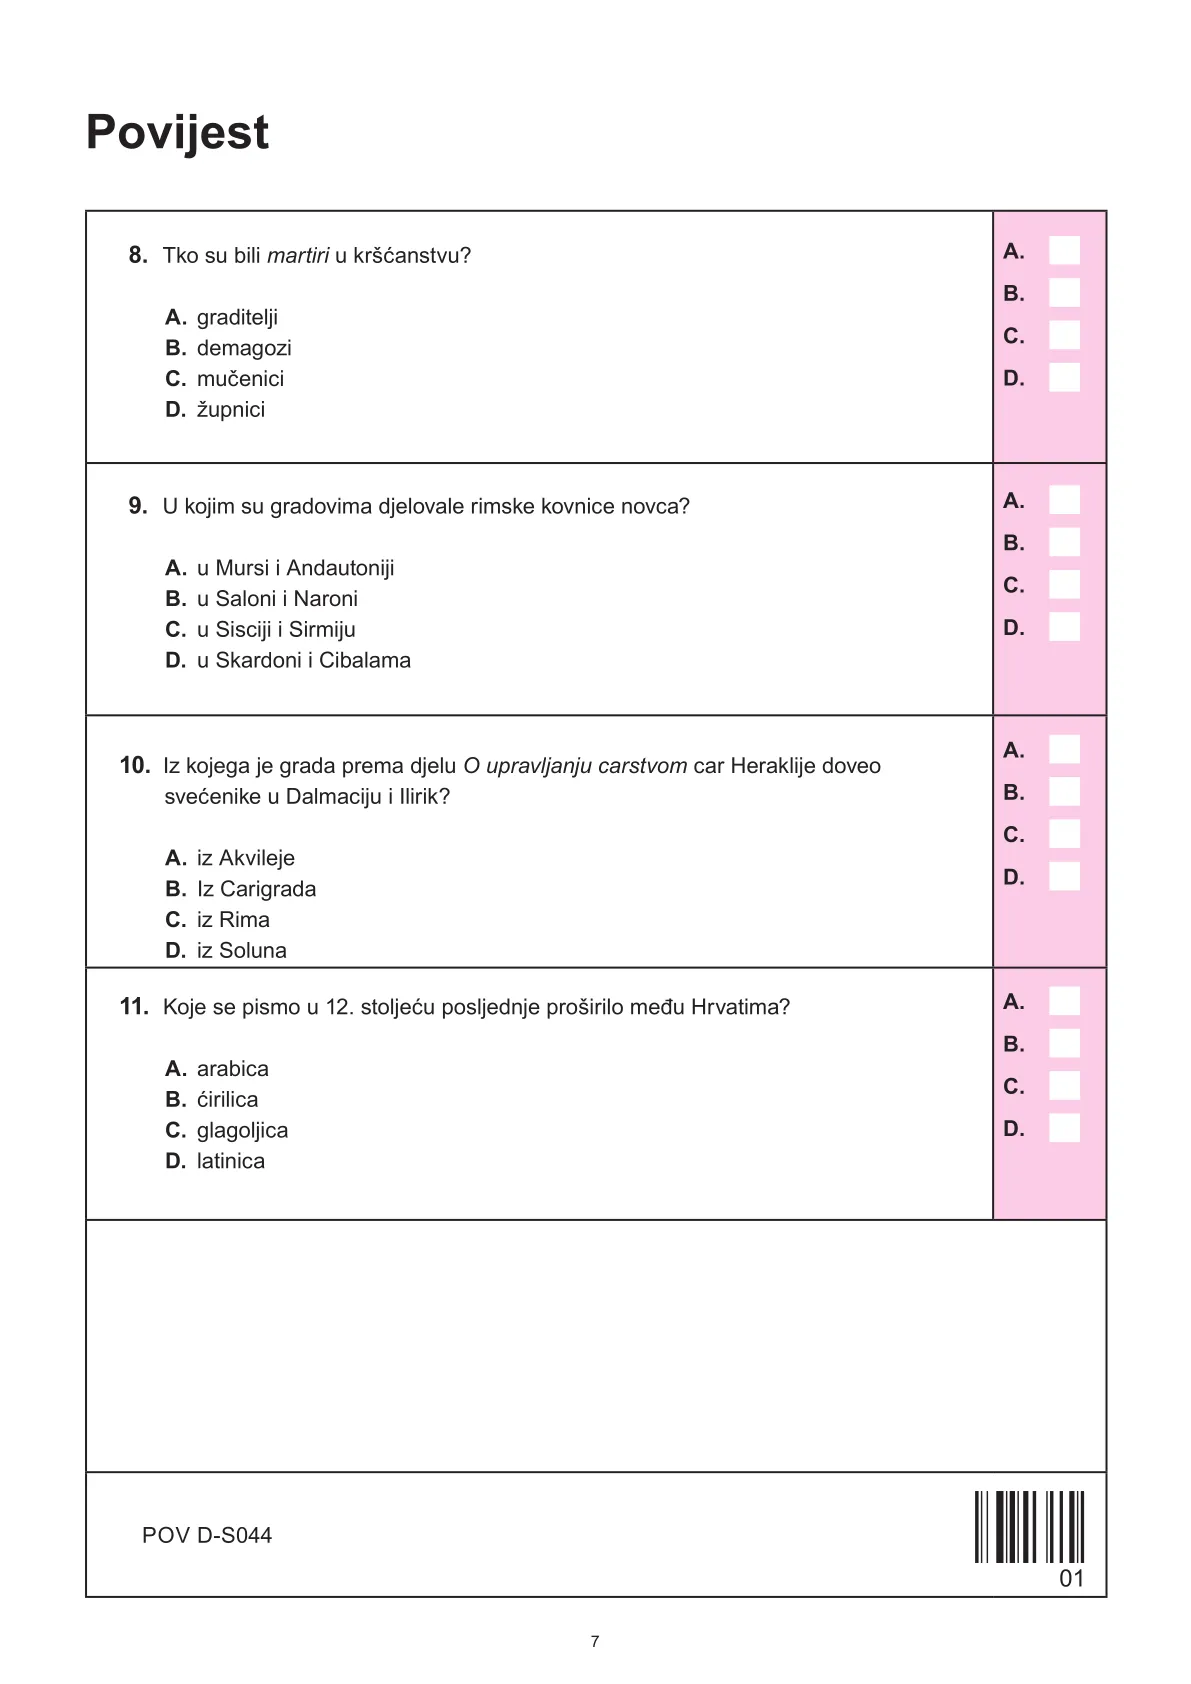 Povijest
8. Tko su bili martiri u kršćanstvu?
A. graditelji
B. demagozi
C. mučenici
D. župnici
A.
B.
C.
D.
9. U kojim su gradovima djelovale rimske kovnice novca?
A. u Mursi i Andautoniji
B. u Saloni i Naroni
C. u Sisciji i Sirmiju
D. u Skardoni i Cibalama
A.
B.
C.
D.
10. Iz kojega je grada prema djelu O upravljanju carstvom car Heraklije doveo
svećenike u Dalmaciju i Ilirik?
A. iz Akvileje
B. Iz Carigrada
C. iz Rima
D. iz Soluna
A.
B.
C.
D.
11. Koje se pismo u 12. stoljeću posljednje proširilo među Hrvatima?
A. arabica
B. ćirilica
C. glagoljica
D. latinica
A.
B.
C.
D.
POV D-S044
01
7